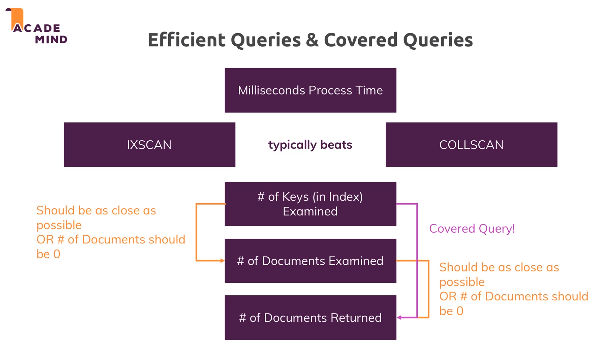 ACADE
MIND
Efficient Queries & Covered Queries
Milliseconds Process Time
IXSCAN
typically beats
COLLSCAN
# of Keys (in Index)
Examined
Should be as close as
possible
OR # of Documents should
be 0
Covered Query!
# of Documents Examined
Should be as close as
possible
OR # of Documents should
be 0
# of Documents Returned